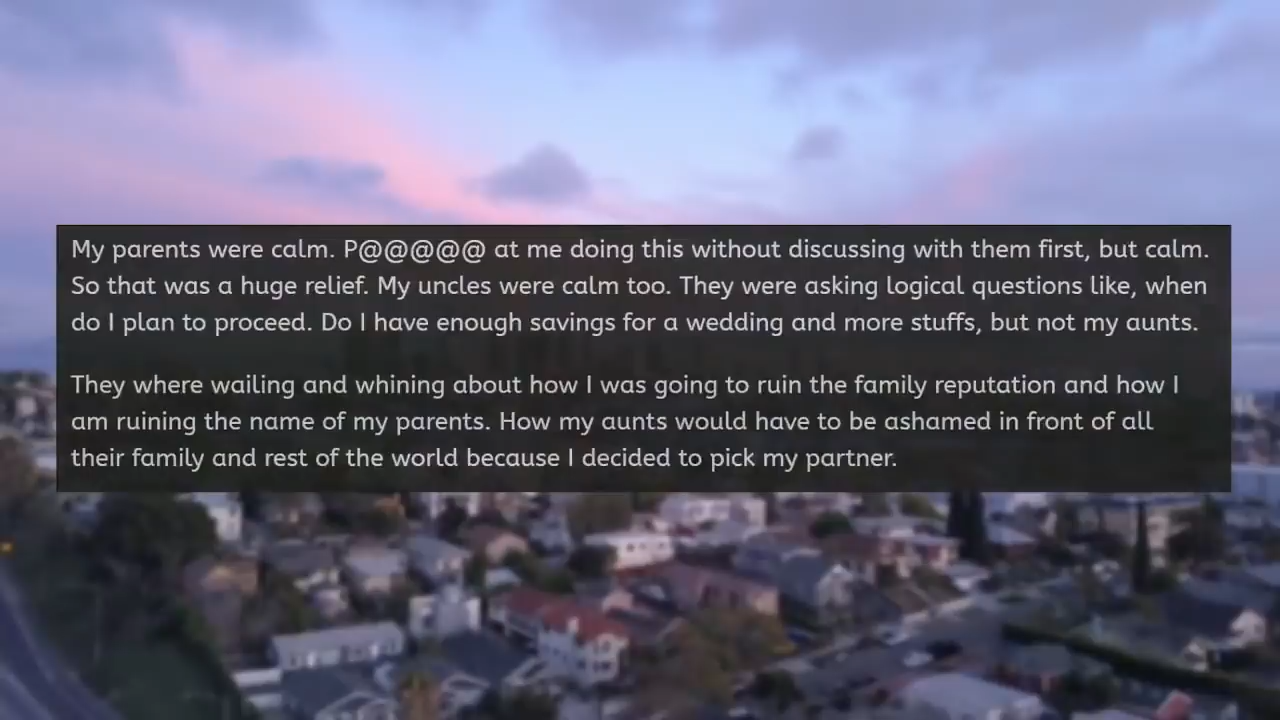 My parents were calm. P@@@@@ at me doing this without discussing with them first, but calm.
So that was a huge relief. My uncles were calm too. They were asking logical questions like, when
do I plan to proceed. Do I have enough savings for a wedding and more stuffs, but not my aunts.
They where wailing and whining about how I was going to ruin the family reputation and how I
am ruining the name of my parents. How my aunts would have to be ashamed in front of all
their family and rest of the world because I decided to pick my partner.